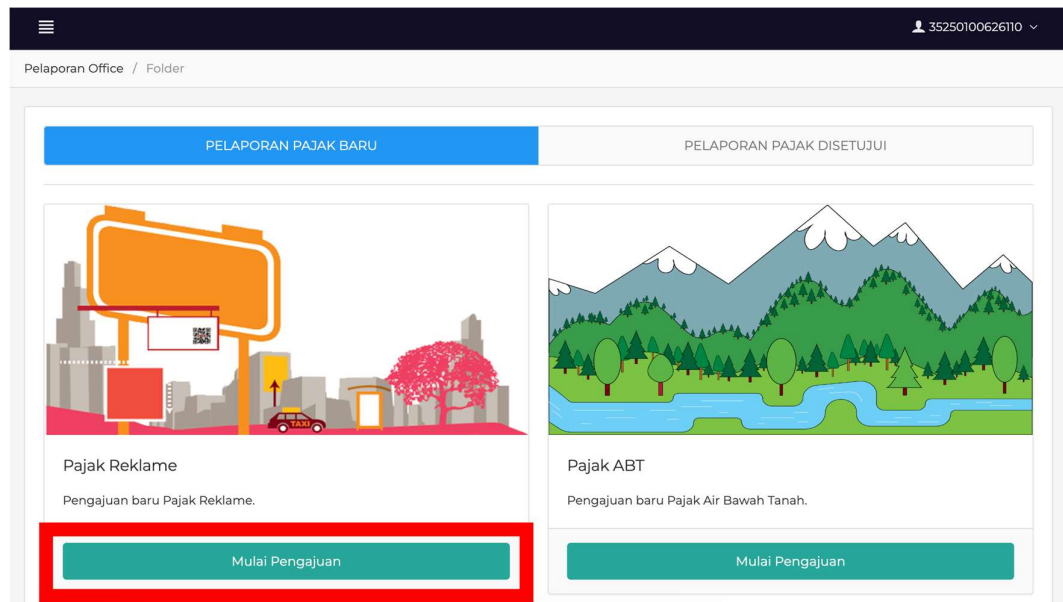 35250100626110
Pelaporan Office / Folder
PELAPORAN PAJAK BARU
PELAPORAN PAJAK DISETUJUI
TAXI
Pajak Reklame
Pengajuan baru Pajak Reklame.
Mulai Pengajuan
Pajak ABT
Pengajuan baru Pajak Air Bawah Tanah.
Mulai Pengajuan